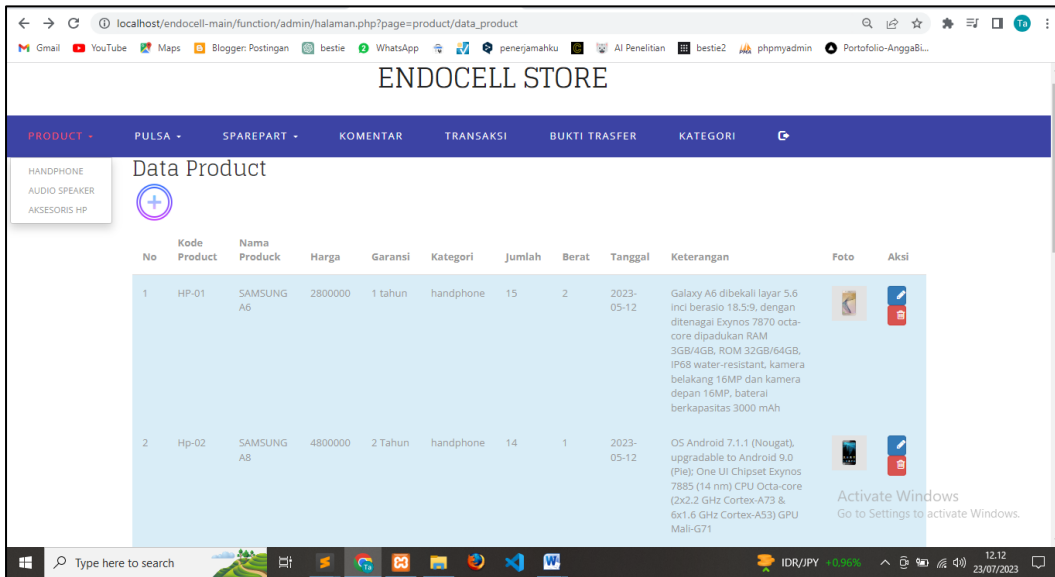 localhost/endocell-main/function/admin/halaman.php?page=product/data_product
Ta
Gmail YouTube Maps Blogger: Postingan bestie WhatsApp penerjamahku AI Penelitian bestie2 phpmyadmin Portofolio-AnggaBi...
ENDOCELL STORE
PRODUCT PULSA SPAREPART KOMENTAR TRANSAKSI BUKTI TRASFER KATEGORI
HANDPHONE
AUDIO SPEAKER
AKSESORIS HP
Data Product
No Kode Product Nama Produck Harga Garansi Kategori Jumlah Berat Tanggal Keterangan Foto Aksi
1 HP-01 SAMSUNG A6 2800000 1 tahun handphone 15 2 2023-05-12
Galaxy A6 dibekali layar 5.6
inci berasio 18.5:9, dengan
ditenagai Exynos 7870 octa-
core dipadukan RAM
3GB/4GB, ROM 32GB/64GB,
IP68 water-resistant, kamera
belakang 16MP dan kamera
depan 16MP, baterai
berkapasitas 3000 mAh
2 Hp-02 SAMSUNG A8 4800000 2 Tahun handphone 14 1 2023-05-12
OS Android 7.1.1 (Nougat),
upgradable to Android 9.0
(Pie); One UI Chipset Exynos
7885 (14 nm) CPU Octa-core
(2x2.2 GHz Cortex-A73 &
6x1.6 GHz Cortex-A53) GPU
Mali-G71
Activate Windows
Go to Settings to activate Windows.
Type here to search
IDR/JPY +0,96%
12.12
23/07/2023